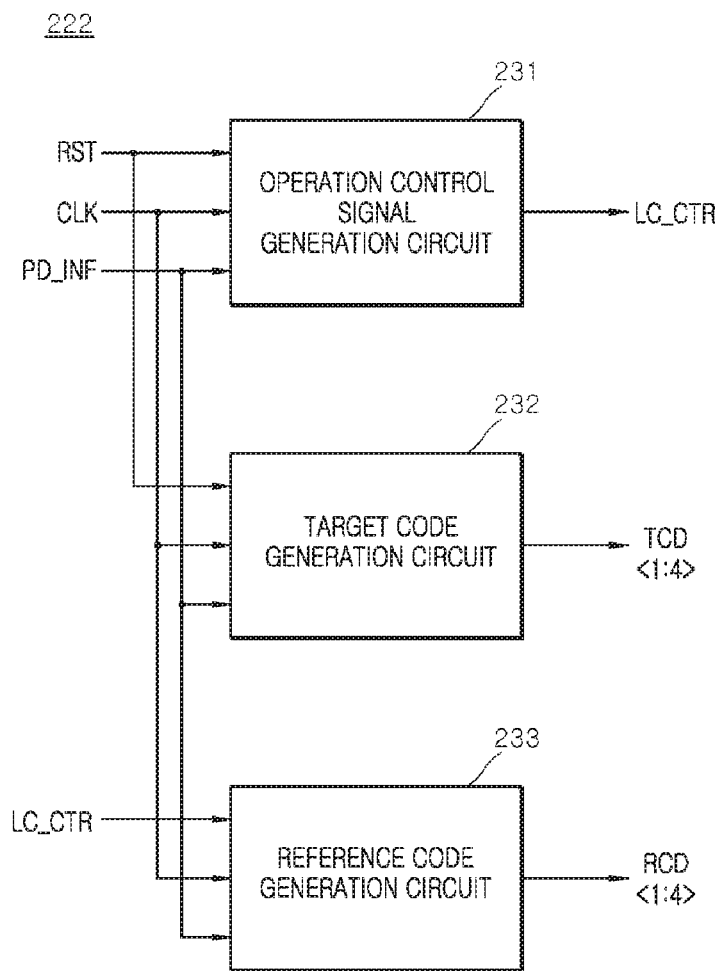 222
231
RST
CLK
PD_INF
OPERATION CONTROL
SIGNAL
GENERATION CIRCUIT
LC_CTR
232
TARGET CODE
GENERATION CIRCUIT
TCD
<1:4>
233
LC_CTR
REFERENCE CODE
GENERATION CIRCUIT
RCD
<1:4>